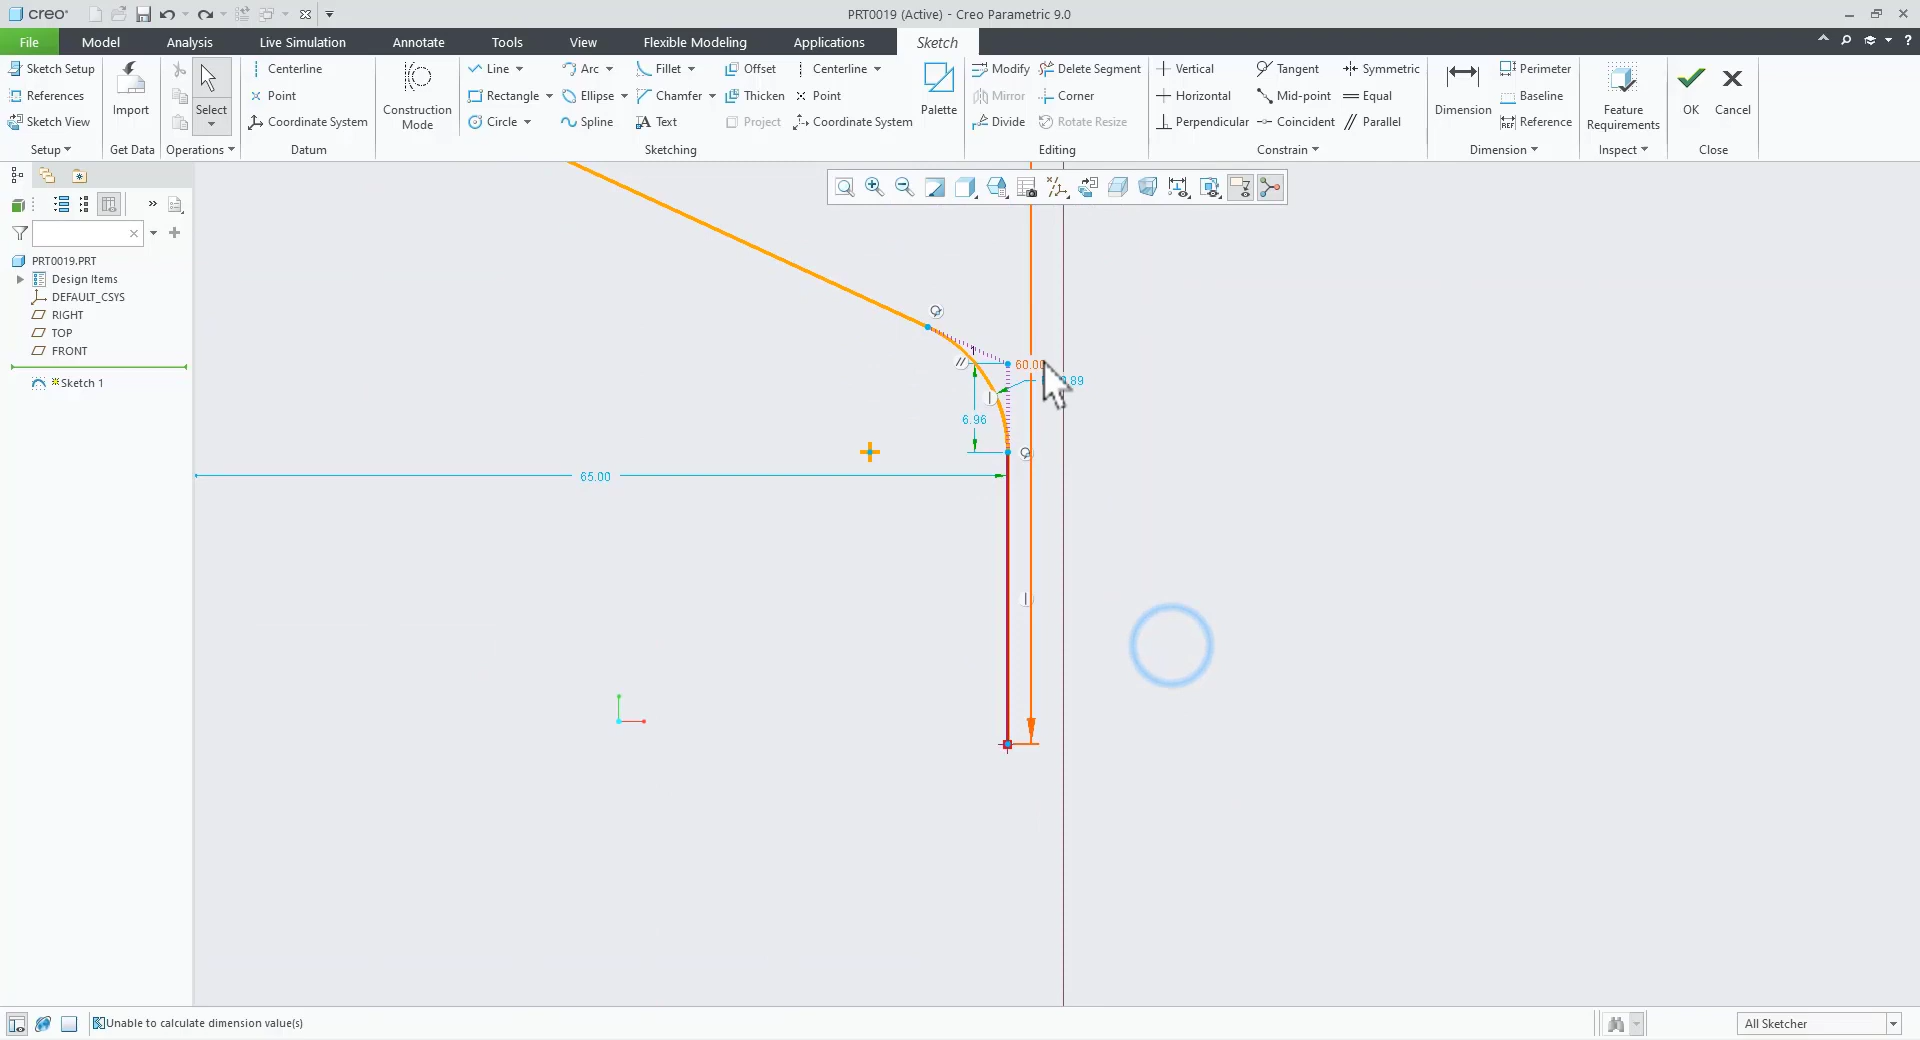 creo
PRT0019 (Active) - Creo Parametric 9.0
File Model Analysis Live Simulation Annotate Tools View Flexible Modeling Applications Sketch
Sketch Setup Centerline Line Arc Fillet Offset Centerline Modify Delete Segment Vertical Tangent Symmetric Perimeter
References Point Rectangle Ellipse Chamfer Thicken Point Mirror Corner Horizontal Mid-point Equal Baseline
Sketch View Coordinate System Circle Spline Text Project Coordinate System Divide Rotate Resize Perpendicular Coincident Parallel Reference
Import Select Construction Mode Palette Dimension Feature Requirements OK Cancel
Setup Get Data Operations Datum Sketching Editing Constrain Dimension Inspect Close
PRT0019.PRT
Design Items
DEFAULT_CSYS
RIGHT
TOP
FRONT
Sketch 1
60.00
6.96
65.00
Unable to calculate dimension value(s)
All Sketcher